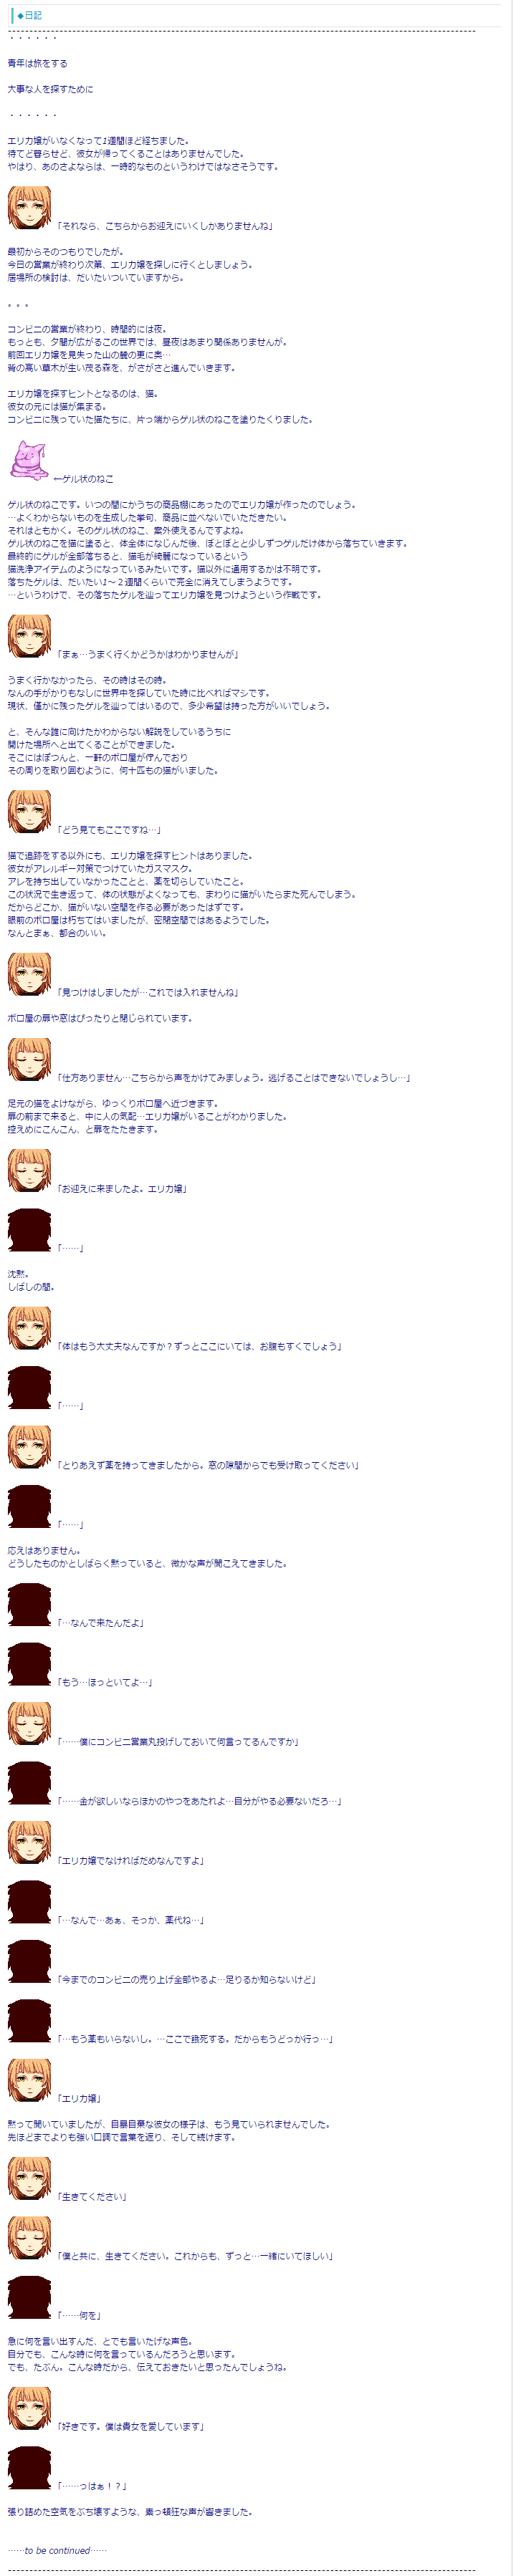 ◆日記
・・・・・・
青年は旅をする
大事な人を探すために
・・・・・・
エリカ嬢がいなくなって1週間ほど経ちました。
待てど暮らせど、彼女が帰ってくることはありませんでした。
やはり、あのさよならは、一時的なものというわけではなさそうです。
「それなら、こちらからお迎えにいくしかありませんね」
最初からそのつもりでしたが。
今日の営業が終わり次第、エリカ嬢を探しに行くとしましょう。
居場所の検討は、だいたいついていますから。
。。。
コンビニの営業が終わり、時間的には夜。
もっとも、夕闇が広がるこの世界では、昼夜はあまり関係ありませんが。
前回エリカ嬢を見失った山の麓の更に奥…
背の高い草木が生い茂る森を、がさがさと進んでいきます。
エリカ嬢を探すヒントとなるのは、猫。
彼女の元には猫が集まる。
コンビニに残っていた猫たちに、片っ端からゲル状のねこを塗りたくりました。
←ゲル状のねこ
ゲル状のねこです。いつの間にかうちの商品棚にあったのでエリカ嬢が作ったのでしょう。
…よくわからないものを生成した挙句、商品に並べないでいただきたい。
それはともかく。そのゲル状のねこ、案外使えるんですよね。
ゲル状のねこを猫に塗ると、体全体になじんだ後、ぽとぽとと少しずつゲルだけ体から落ちていきます。
最終的にゲルが全部落ちると、猫毛が綺麗になっているという
猫洗浄アイテムのようになっているみたいです。猫以外に通用するかは不明です。
落ちたゲルは、だいたい1～２週間くらいで完全に消えてしまうようです。
…というわけで、その落ちたゲルを辿ってエリカ嬢を見つけようという作戦です。
「まぁ…うまく行くかどうかはわかりませんが」
うまく行かなかったら、その時はその時。
なんの手がかりもなしに世界中を探していた時に比べればマシです。
現状、僅かに残ったゲルを辿ってはいるので、多少希望は持った方がいいでしょう。
と、そんな誰に向けたかわからない解説をしているうちに
開けた場所へと出てくることができました。
そこにはぽつんと、一軒のボロ屋が佇んでおり
その周りを取り囲むように、何十匹もの猫がいました。
「どう見てもここですね…」
猫で追跡をする以外にも、エリカ嬢を探すヒントはありました。
彼女がアレルギー対策でつけていたガスマスク。
アレを持ち出していなかったことと、薬を切らしていたこと。
この状況で生き返って、体の状態がよくなっても、まわりに猫がいたらまた死んでしまう。
だからどこか、猫がいない空間を作る必要があったはずです。
眼前のボロ屋は朽ちてはいましたが、密閉空間ではあるようでした。
なんとまぁ、都合のいい。
「見つけはしましたが…これでは入れませんね」
ボロ屋の扉や窓はぴったりと閉じられています。
「仕方ありません…こちらから声をかけてみましょう。逃げることはできないでしょうし…」
足元の猫をよけながら、ゆっくりボロ屋へ近づきます。
扉の前まで来ると、中に人の気配…エリカ嬢がいることがわかりました。
控えめにこんこん、と扉をたたきます。
「お迎えに来ましたよ。エリカ嬢」
「……」
沈黙。
しばしの間。
「体はもう大丈夫なんですか？ずっとここにいては、お腹もすくでしょう」
「……」
「とりあえず薬を持ってきましたから。窓の隙間からでも受け取ってください」
「……」
応えはありません。
どうしたものかとしばらく黙っていると、微かな声が聞こえてきました。
「…なんで来たんだよ」
「もう…ほっといてよ…」
「……僕にコンビニ営業丸投げしておいて何言ってるんですか」
「……金が欲しいならほかのやつをあたれよ…自分がやる必要ないだろ…」
「エリカ嬢でなければだめなんですよ」
「…なんで…あぁ、そっか、薬代ね…」
「今までのコンビニの売り上げ全部やるよ…足りるか知らないけど」
「…もう薬もいらないし。…ここで餓死する。だからもうどっか行っ…」
「エリカ嬢」
黙って聞いていましたが、自暴自棄な彼女の様子は、もう見ていられませんでした。
先ほどまでよりも強い口調で言葉を遮り、そして続けます。
「生きてください」
「僕と共に、生きてください。これからも、ずっと…一緒にいてほしい」
「……何を」
急に何を言い出すんだ、とでも言いたげな声色。
自分でも、こんな時に何を言っているんだろうと思います。
でも、たぶん。こんな時だから、伝えておきたいと思ったんでしょうね。
「好きです。僕は貴女を愛しています」
「……っはぁ！？」
張り詰めた空気をぶち壊すような、素っ頓狂な声が響きました。
……to be continued……